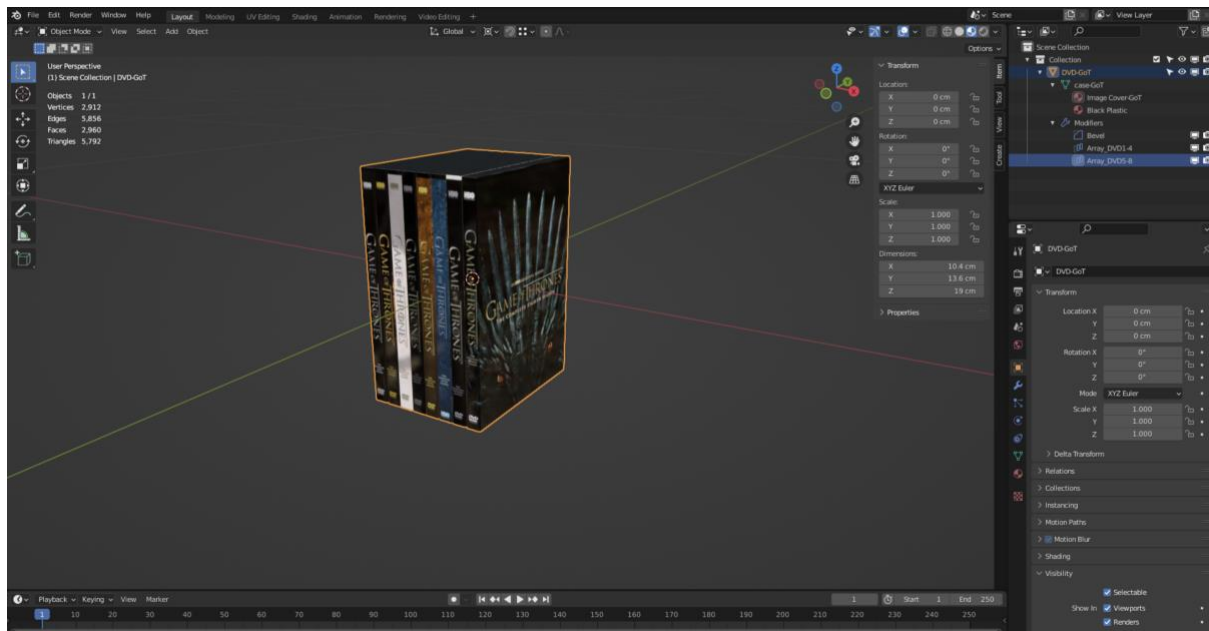 File Edit Render Window Help Layout Modeling UV Editing Shading Animation Rendering Video Editing + Scene View Layer
Object Mode View Select Add Object Global
Options
User Perspective
(1) Scene Collection | DVD-GoT
Objects 1/1
Vertices 2,912
Edges 5,856
Faces 2,960
Triangles 5,792
GAME OF THRONES
GAME OF THRONES
GAME OF THRONES
GAME OF THRONES
GAME OF THRONES
GAME OF THRONES
GAME OF THRONES
GAME OF THRONES
GAME OF THRONES
Transform
Location:
X 0 cm
Y 0 cm
Z 0 cm
Rotation:
X 0°
Y 0°
Z 0°
XYZ Euler
Scale:
X 1.000
Y 1.000
Z 1.000
Dimensions:
X 10.4 cm
Y 13.6 cm
Z 19 cm
Properties
Item
Tool
View
Create
Scene Collection
Collection
DVD-GoT
case-GoT
Image Cover-GoT
Black Plastic
Modifiers
Bevel
Array_DVD1-4
Array_DVD5-8
DVD-GoT
DVD-GoT
Transform
Location X 0 cm
Y 0 cm
Z 0 cm
Rotation X 0°
Y 0°
Z 0°
Mode XYZ Euler
Scale X 1.000
Y 1.000
Z 1.000
Delta Transform
Relations
Collections
Instancing
Motion Paths
Motion Blur
Shading
Visibility
Selectable
Show In Viewports
Renders
Playback Keying View Marker 1 Start 1 End 250
1 10 20 30 40 50 60 70 80 90 100 110 120 130 140 150 160 170 180 190 200 210 220 230 240 250